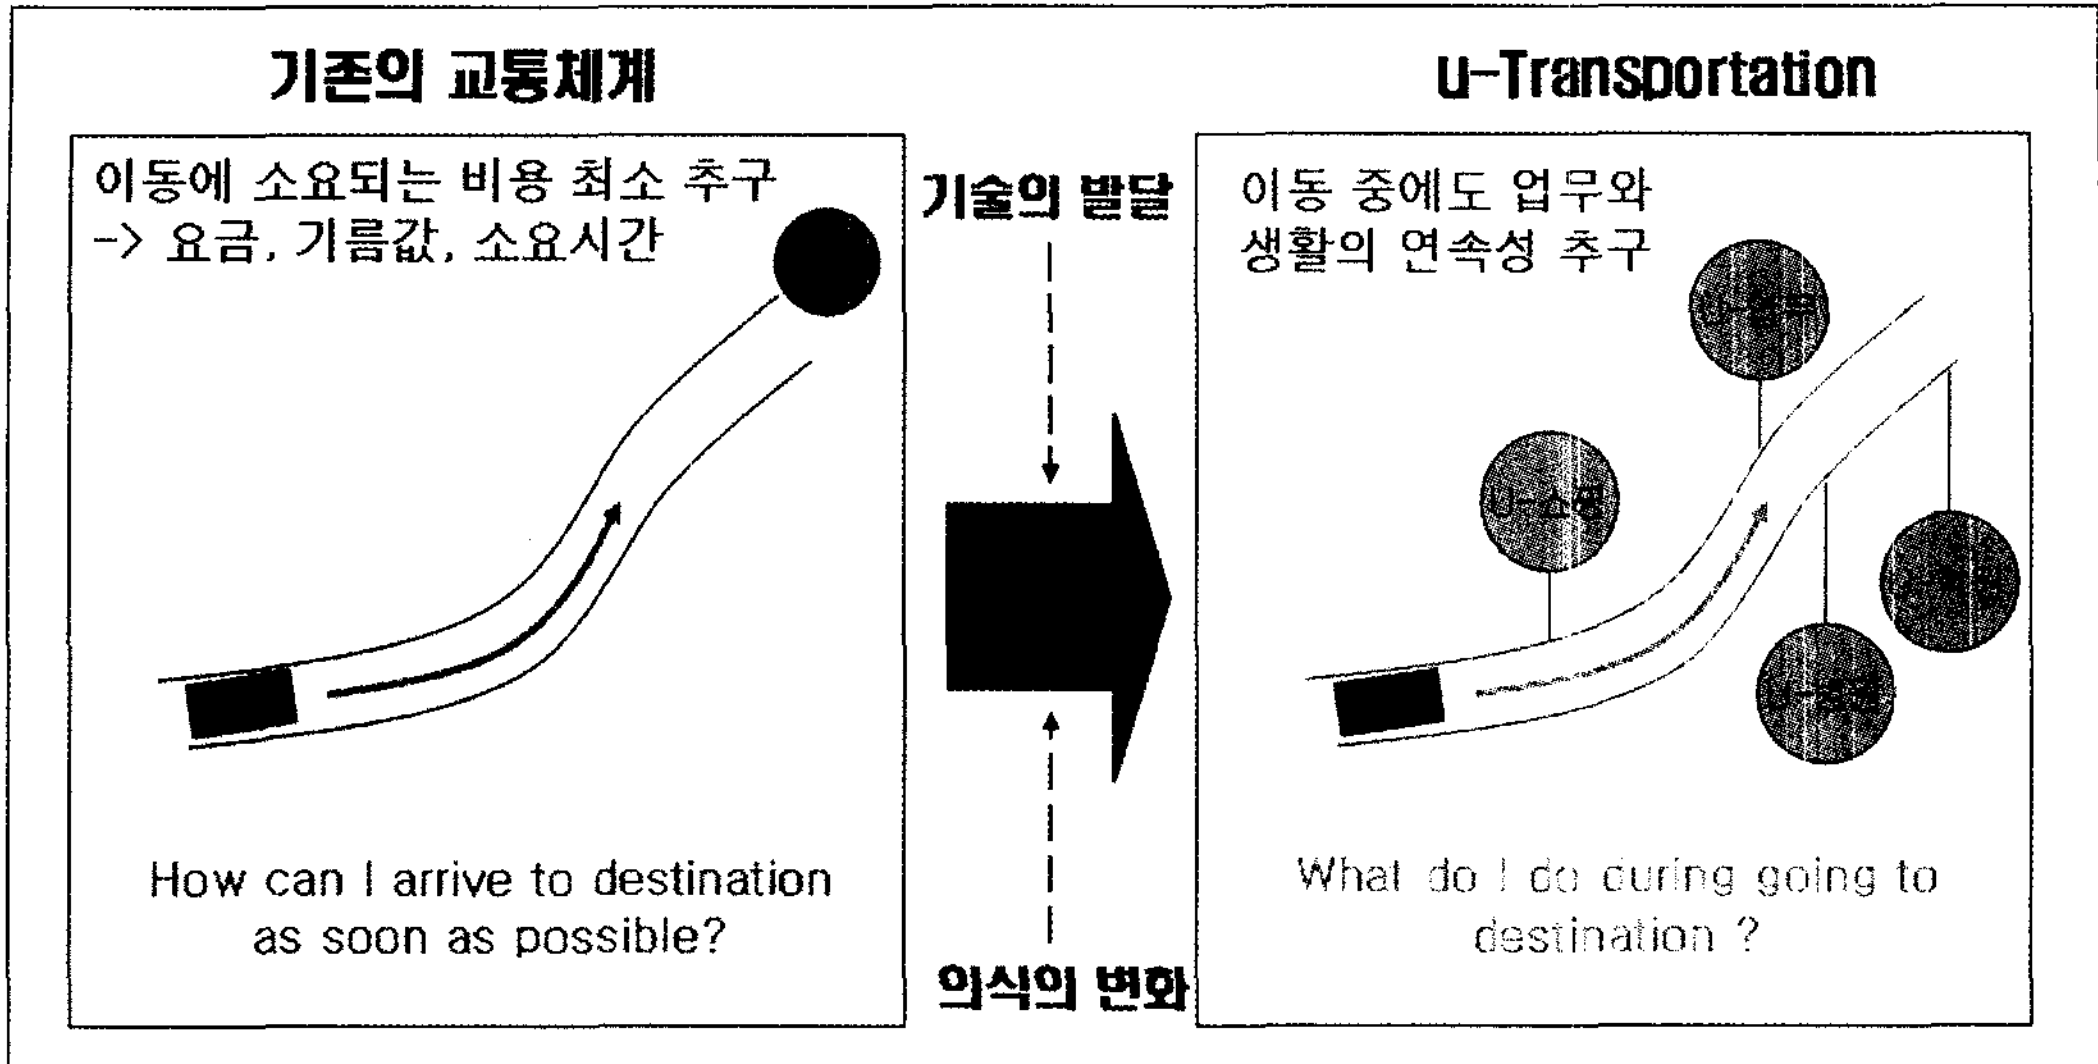 기존의 교통체계
이동에 소요되는 비용 최소 추구
-> 요금, 기름값, 소요시간
How can I arrive to destination
as soon as possible?
기술의 발달
의식의 변화
u-Transportation
이동 중에도 업무와
생활의 연속성 추구
U-업무
U-쇼핑
What do I do during going to
destination ?